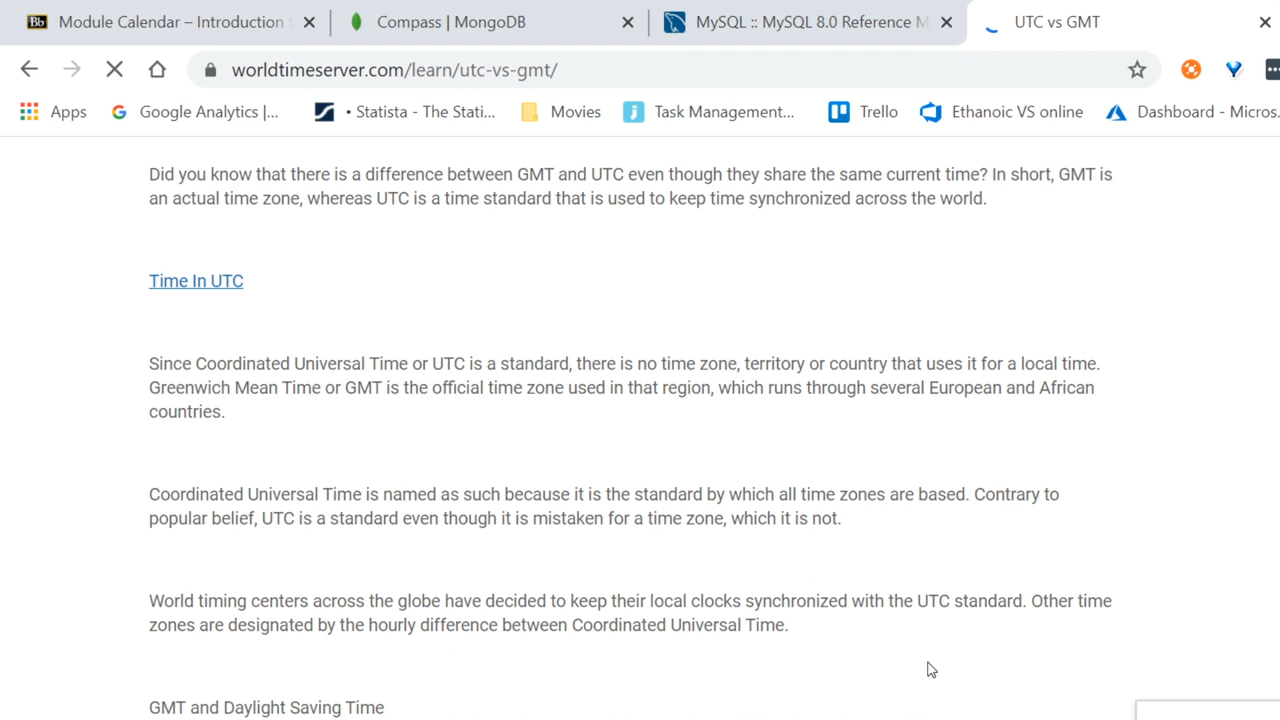 Module Calendar – Introduction
Compass | MongoDB
MySQL :: MySQL 8.0 Reference M
UTC vs GMT
worldtimeserver.com/learn/utc-vs-gmt/
Apps
Google Analytics |...
• Statista - The Stati...
Movies
Task Management...
Trello
Ethanoic VS online
Dashboard - Micros.
Did you know that there is a difference between GMT and UTC even though they share the same current time? In short, GMT is
an actual time zone, whereas UTC is a time standard that is used to keep time synchronized across the world.
Time In UTC
Since Coordinated Universal Time or UTC is a standard, there is no time zone, territory or country that uses it for a local time.
Greenwich Mean Time or GMT is the official time zone used in that region, which runs through several European and African
countries.
Coordinated Universal Time is named as such because it is the standard by which all time zones are based. Contrary to
popular belief, UTC is a standard even though it is mistaken for a time zone, which it is not.
World timing centers across the globe have decided to keep their local clocks synchronized with the UTC standard. Other time
zones are designated by the hourly difference between Coordinated Universal Time.
GMT and Daylight Saving Time